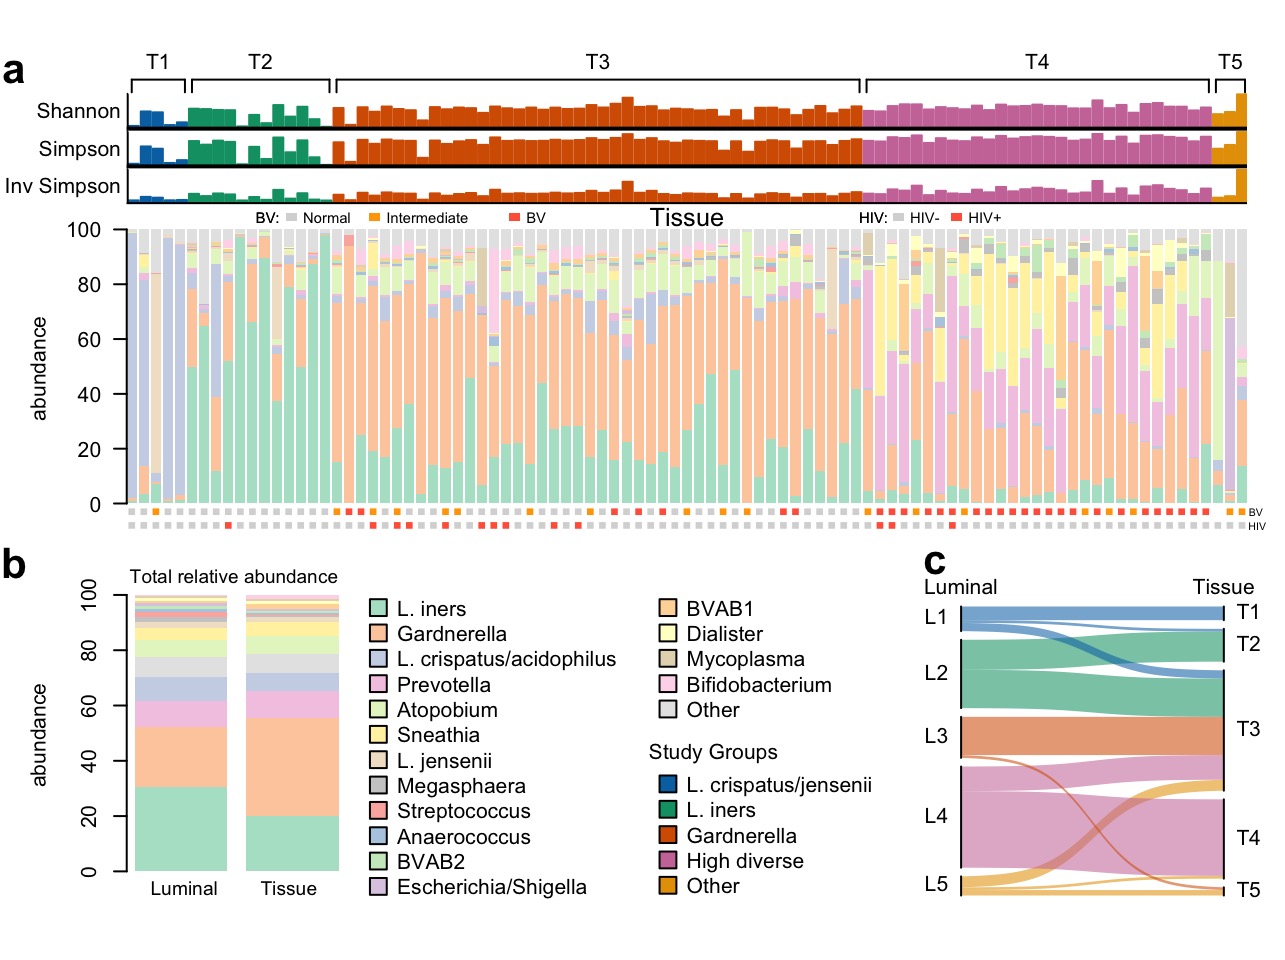 a
T1 T2 T3 T4 T5
Shannon
Simpson
Inv Simpson
BV: Normal Intermediate BV Tissue HIV: HIV- HIV+
abundance
100
80
60
40
20
0
BV
HIV
b
Total relative abundance
abundance
100
80
60
40
20
0
Luminal Tissue
L. iners
Gardnerella
L. crispatus/acidophilus
Prevotella
Atopobium
Sneathia
L. jensenii
Megasphaera
Streptococcus
Anaerococcus
BVAB2
Escherichia/Shigella
BVAB1
Dialister
Mycoplasma
Bifidobacterium
Other
Study Groups
L. crispatus/jensenii
L. iners
Gardnerella
High diverse
Other
c
Luminal Tissue
L1
L2
L3
L4
L5
T1
T2
T3
T4
T5